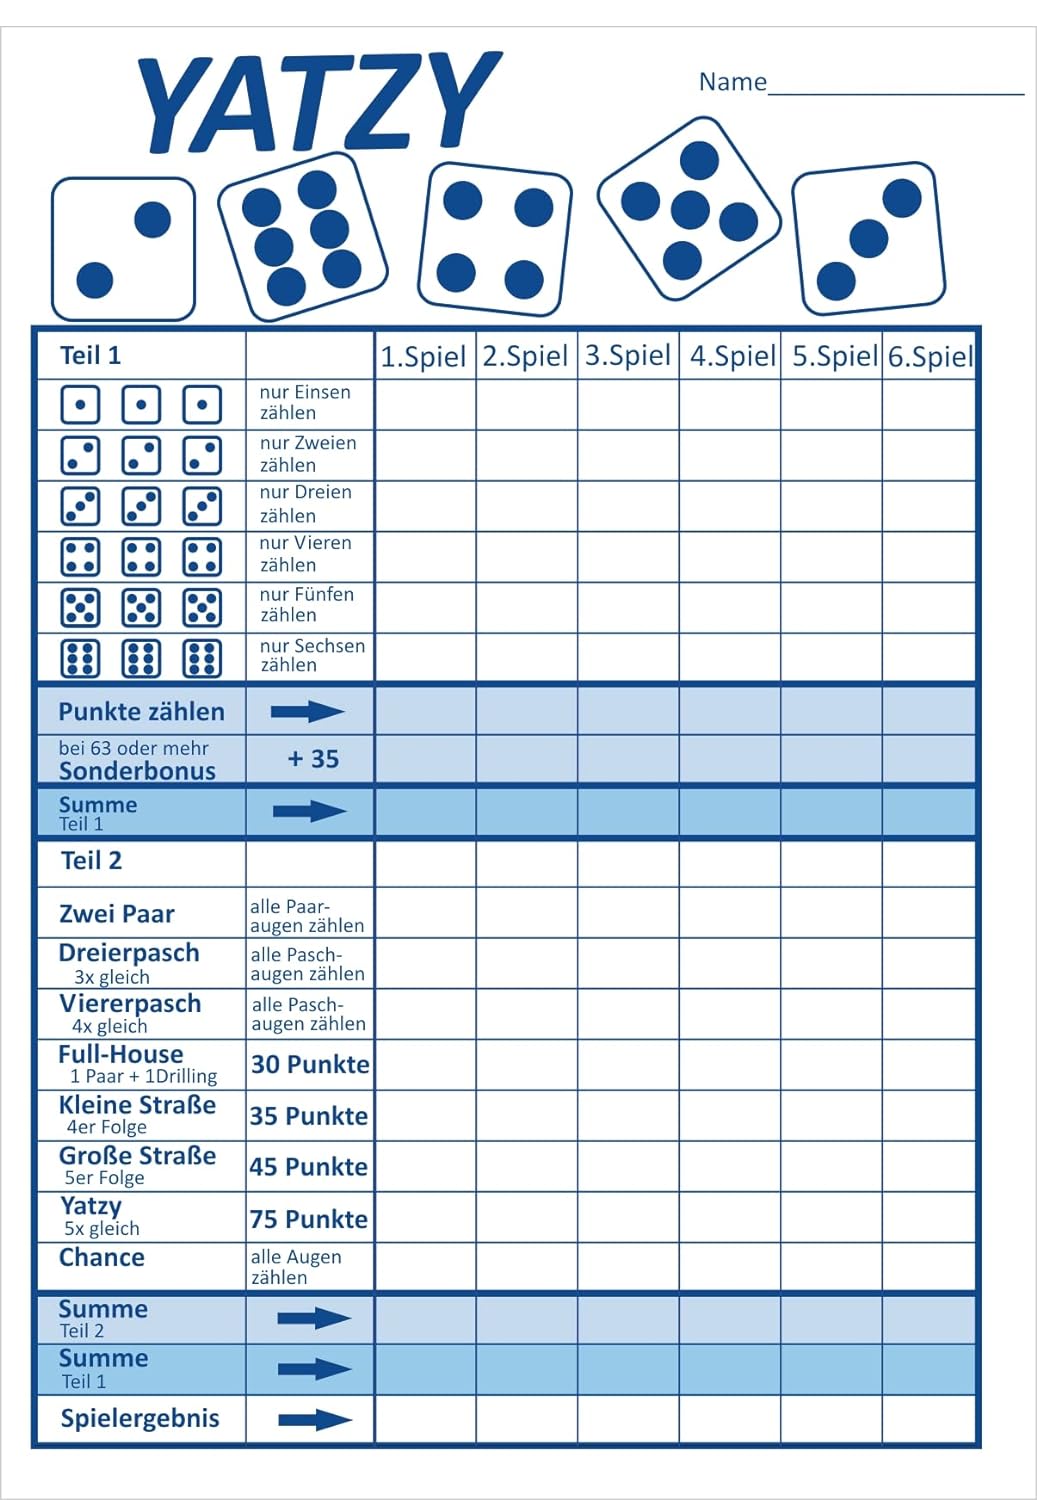 YATZY
Name
Teil 1
1.Spiel 2.Spiel 3.Spiel 4.Spiel 5.Spiel 6.Spiel
nur Einsen
zählen
nur Zweien
zählen
nur Dreien
zählen
nur Vieren
zählen
nur Fünfen
zählen
nur Sechsen
zählen
Punkte zählen
bei 63 oder mehr
Sonderbonus
+ 35
Summe
Teil 1
Teil 2
Zwei Paar
alle Paar-
augen zählen
Dreierpasch
3x gleich
alle Pasch-
augen zählen
Viererpasch
4x gleich
alle Pasch-
augen zählen
Full-House
1 Paar + 1Drilling
30 Punkte
Kleine Straße
4er Folge
35 Punkte
Große Straße
5er Folge
45 Punkte
Yatzy
5x gleich
75 Punkte
Chance
alle Augen
zählen
Summe
Teil 2
Summe
Teil 1
Spielergebnis